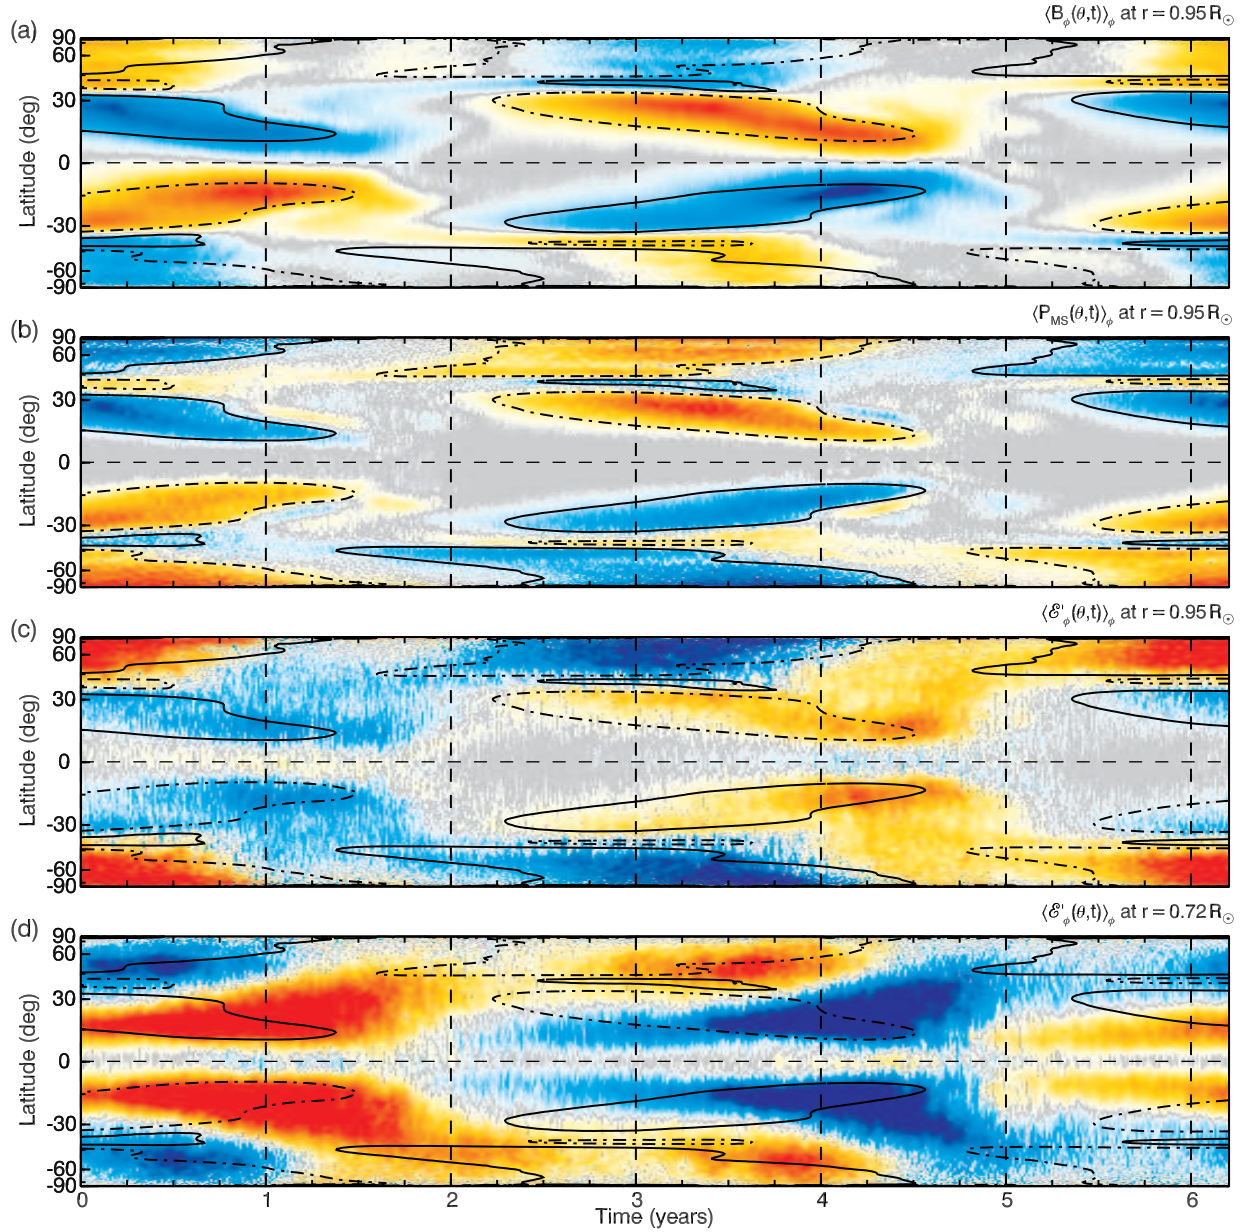 ⟨B_φ(θ,t)⟩_φ at r = 0.95 R_⊙
(a)
90
60
30
0
-30
-60
-90
Latitude (deg)
⟨P_MS(θ,t)⟩_φ at r = 0.95 R_⊙
(b)
90
60
30
0
-30
-60
-90
Latitude (deg)
⟨ℰ'_φ(θ,t)⟩_φ at r = 0.95 R_⊙
(c)
90
60
30
0
-30
-60
-90
Latitude (deg)
⟨ℰ'_φ(θ,t)⟩_φ at r = 0.72 R_⊙
(d)
90
60
30
0
-30
-60
-90
Latitude (deg)
0 1 2 3 4 5 6
Time (years)